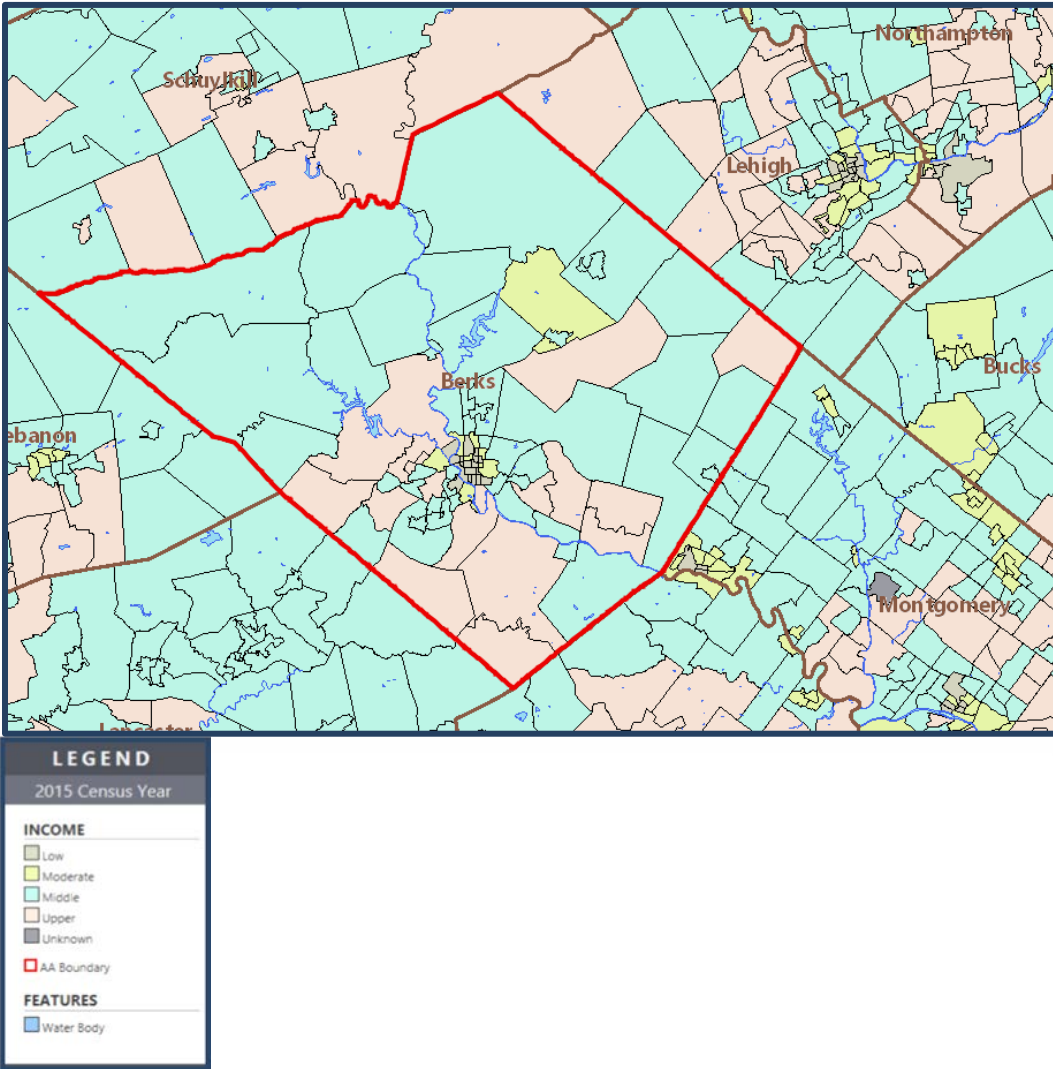 Northampton
Schuylkill
Lehigh
Bucks
Berks
ebanon
Montgomery
Lancaster
LEGEND
2015 Census Year
INCOME
Low
Moderate
Middle
Upper
Unknown
AA Boundary
FEATURES
Water Body